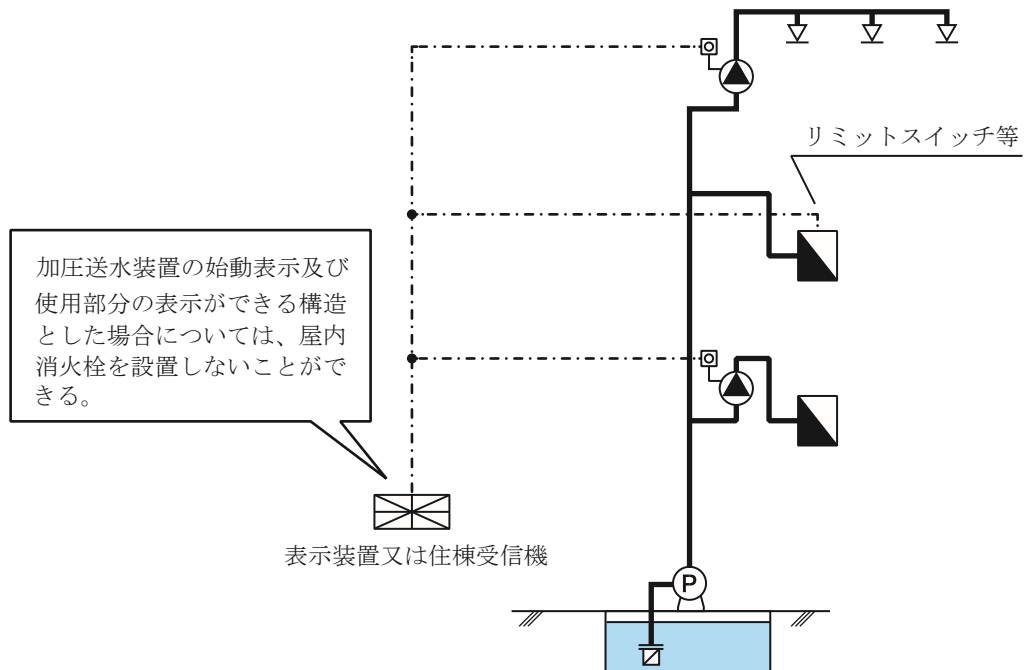 リミットスイッチ等
加圧送水装置の始動表示及び
使用部分の表示ができる構造
とした場合については、屋内
消火栓を設置しないことがで
きる。
表示装置又は住棟受信機
P